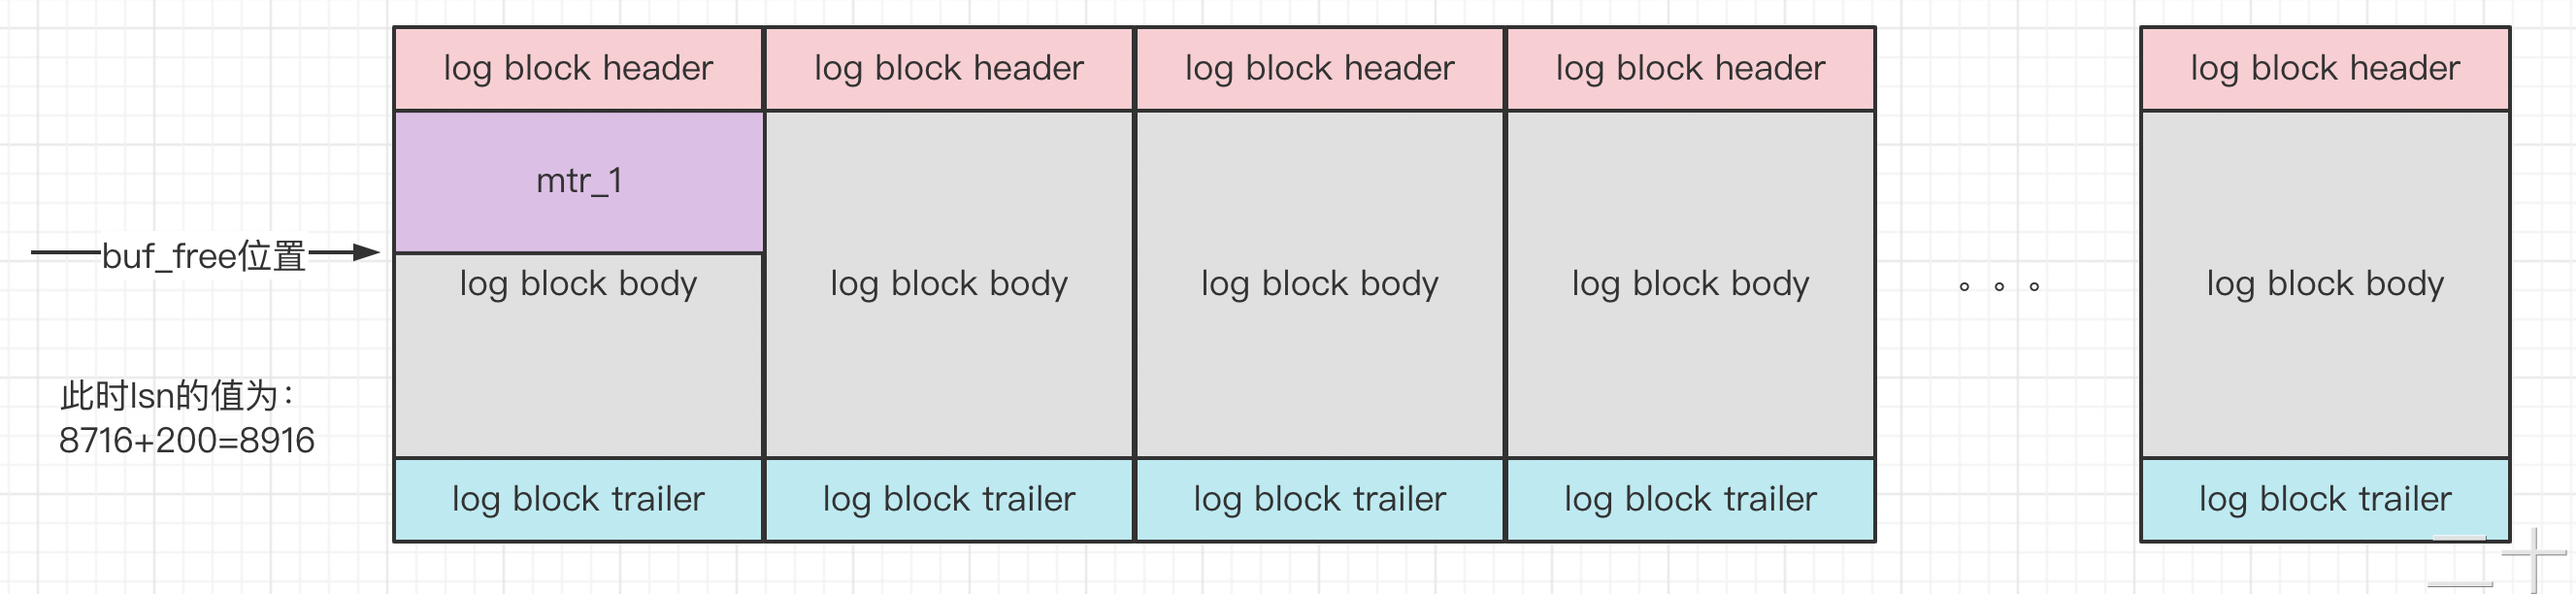 log block header log block header log block header log block header log block header
mtr_1
buf_free位置
log block body log block body log block body log block body 。。。 log block body
此时lsn的值为：
8716+200=8916
log block trailer log block trailer log block trailer log block trailer log block trailer